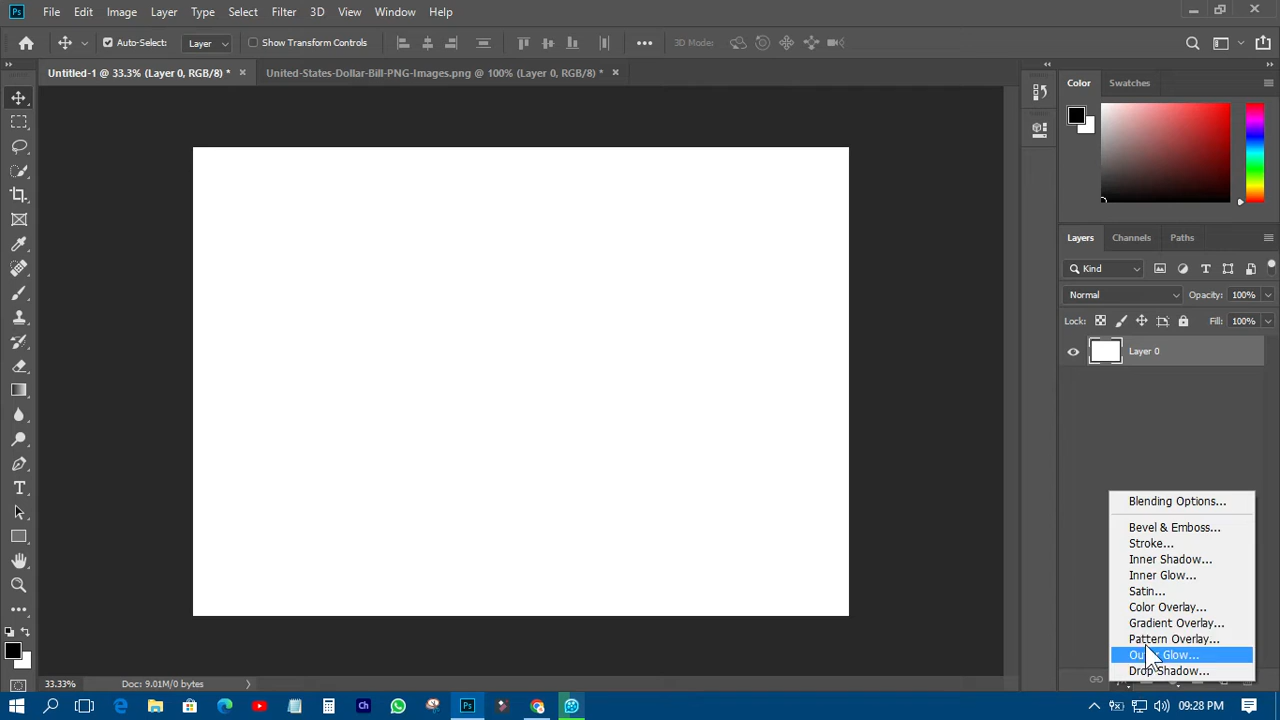 Ps File Edit Image Layer Type Select Filter 3D View Window Help
Auto-Select: Layer Show Transform Controls 3D Mode:
Untitled-1 @ 33.3% (Layer 0, RGB/8) * United-States-Dollar-Bill-PNG-Images.png @ 100% (Layer 0, RGB/8) *
Color Swatches
Layers Channels Paths
Kind
Normal Opacity: 100%
Lock: Fill: 100%
Layer 0
Blending Options...
Bevel & Emboss...
Stroke...
Inner Shadow...
Inner Glow...
Satin...
Color Overlay...
Gradient Overlay...
Pattern Overlay...
Outer Glow...
Drop Shadow...
33.33% Doc: 9.01M/0 bytes
Ch Ps 09:28 PM